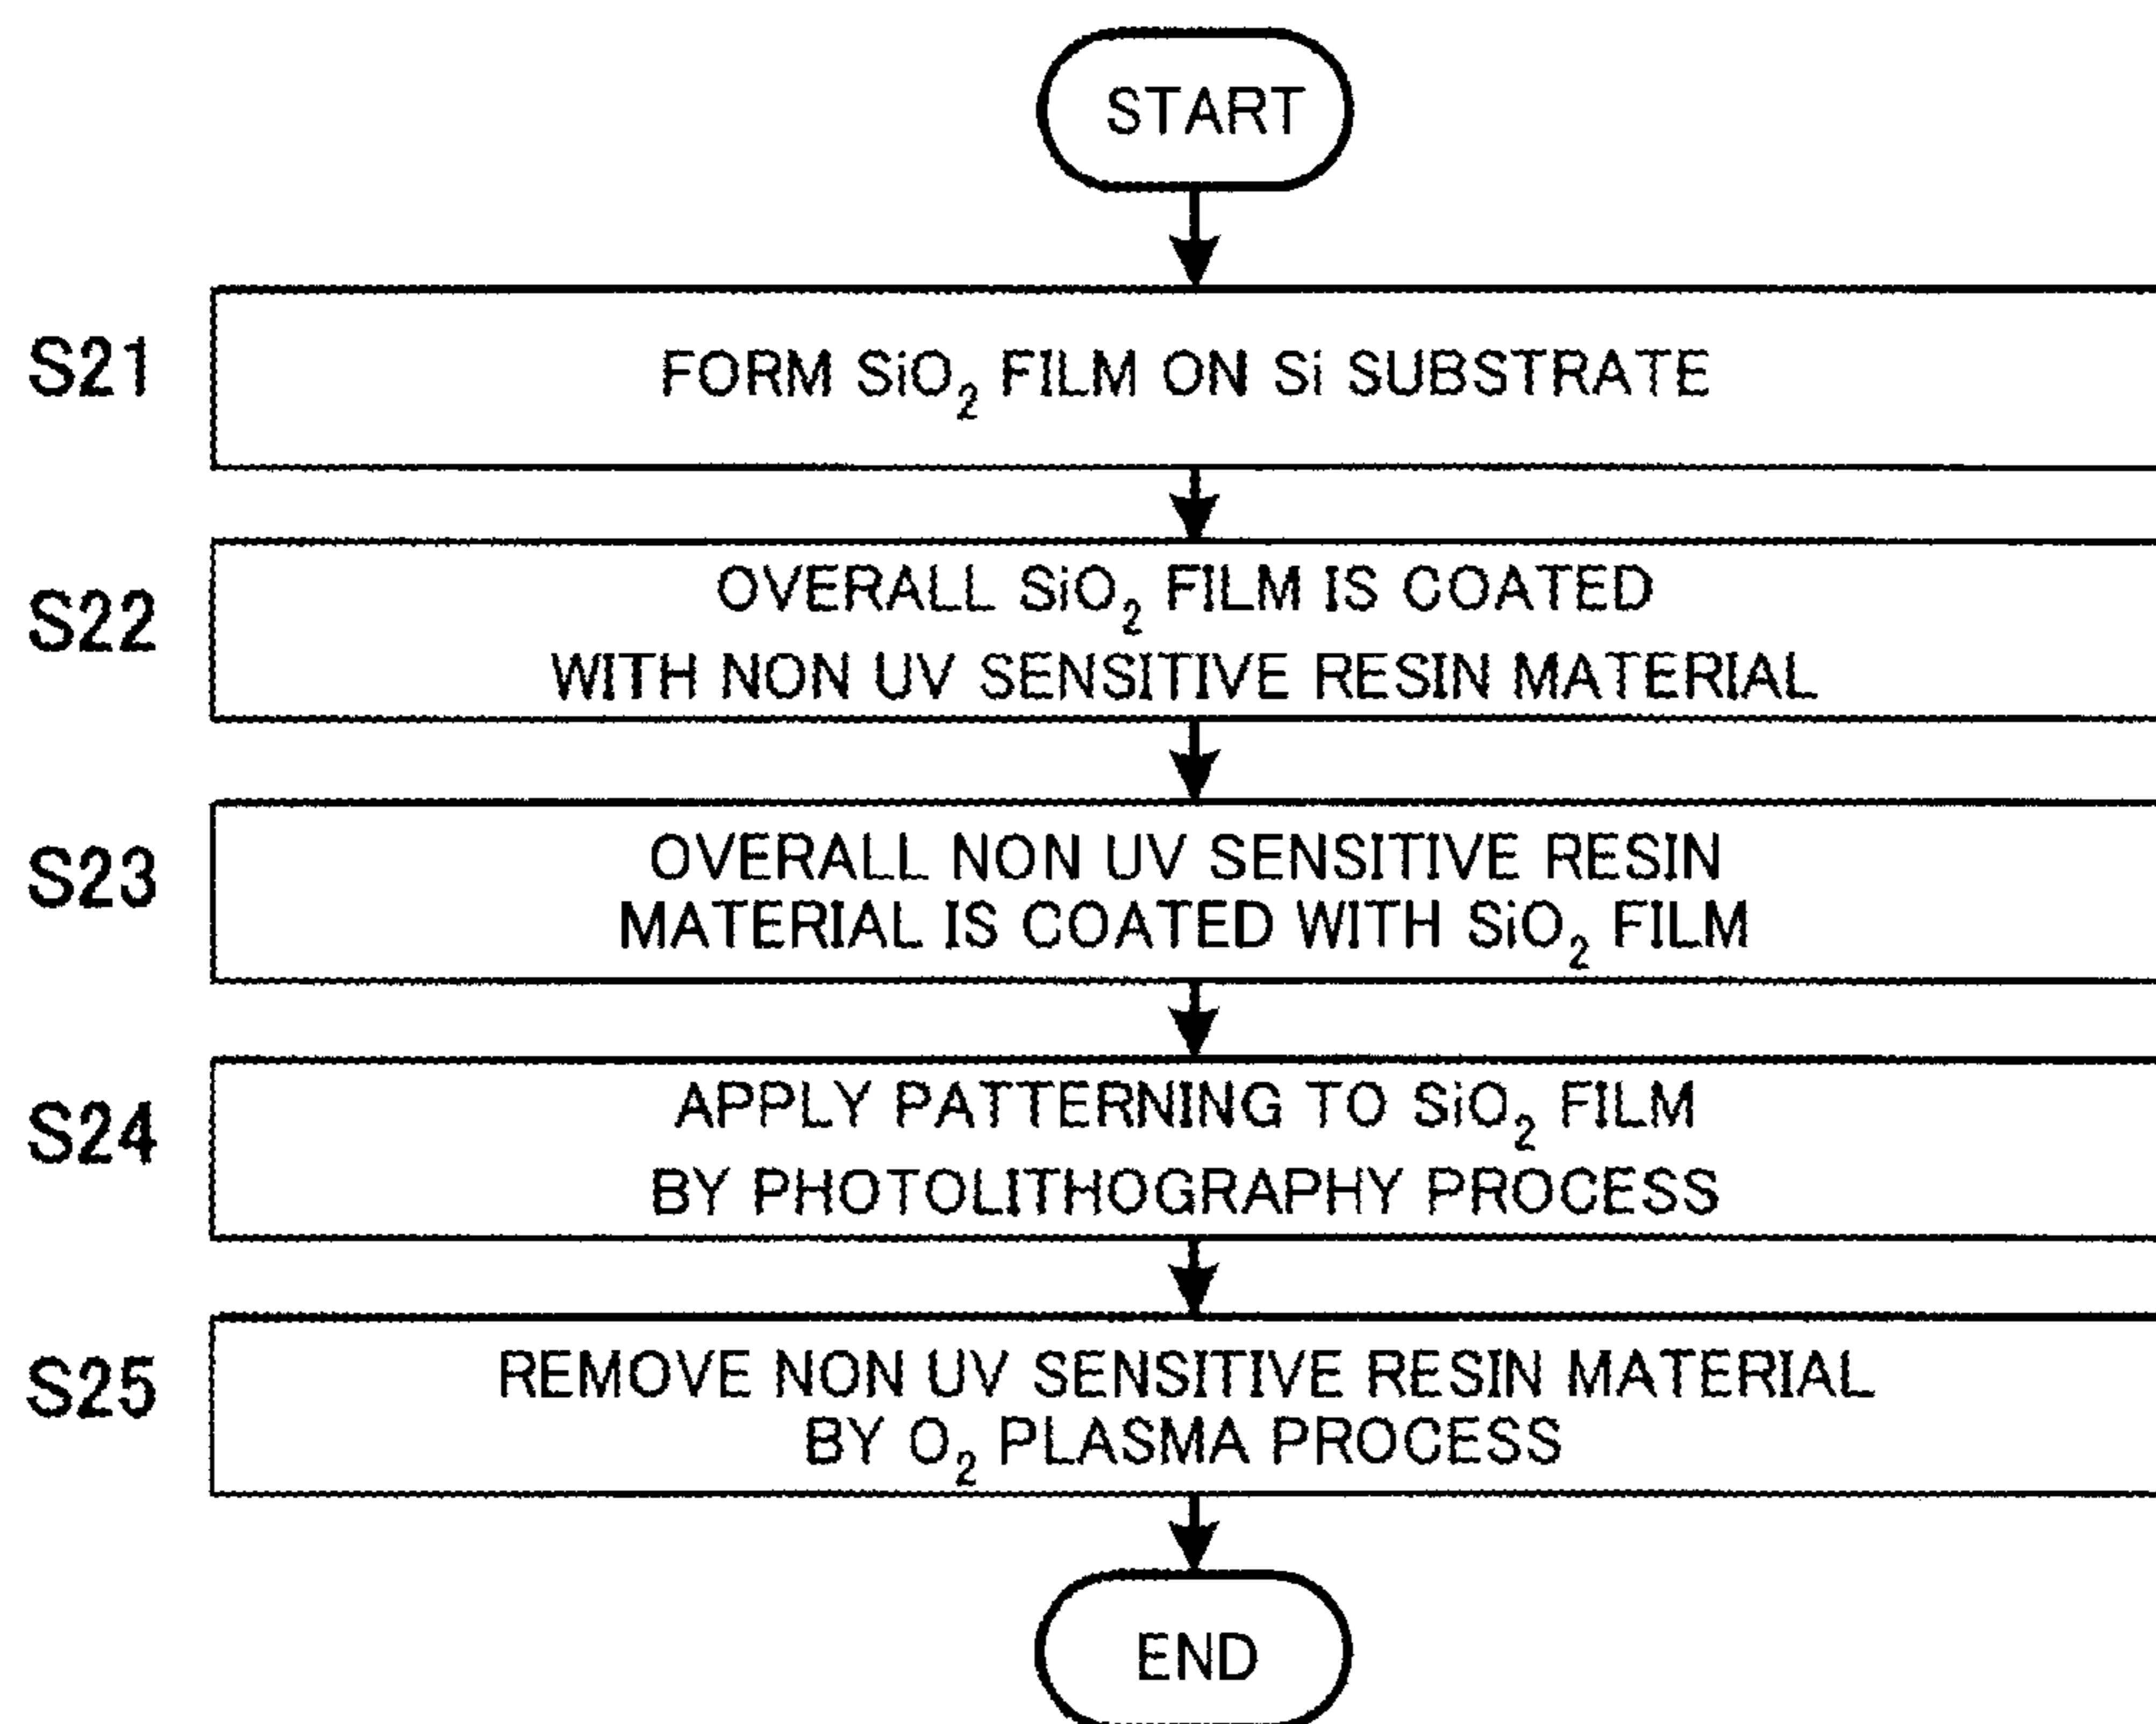 START
S21
FORM SiO₂ FILM ON Si SUBSTRATE
S22
OVERALL SiO₂ FILM IS COATED
WITH NON UV SENSITIVE RESIN MATERIAL
S23
OVERALL NON UV SENSITIVE RESIN
MATERIAL IS COATED WITH SiO₂ FILM
S24
APPLY PATTERNING TO SiO₂ FILM
BY PHOTOLITHOGRAPHY PROCESS
S25
REMOVE NON UV SENSITIVE RESIN MATERIAL
BY O₂ PLASMA PROCESS
END